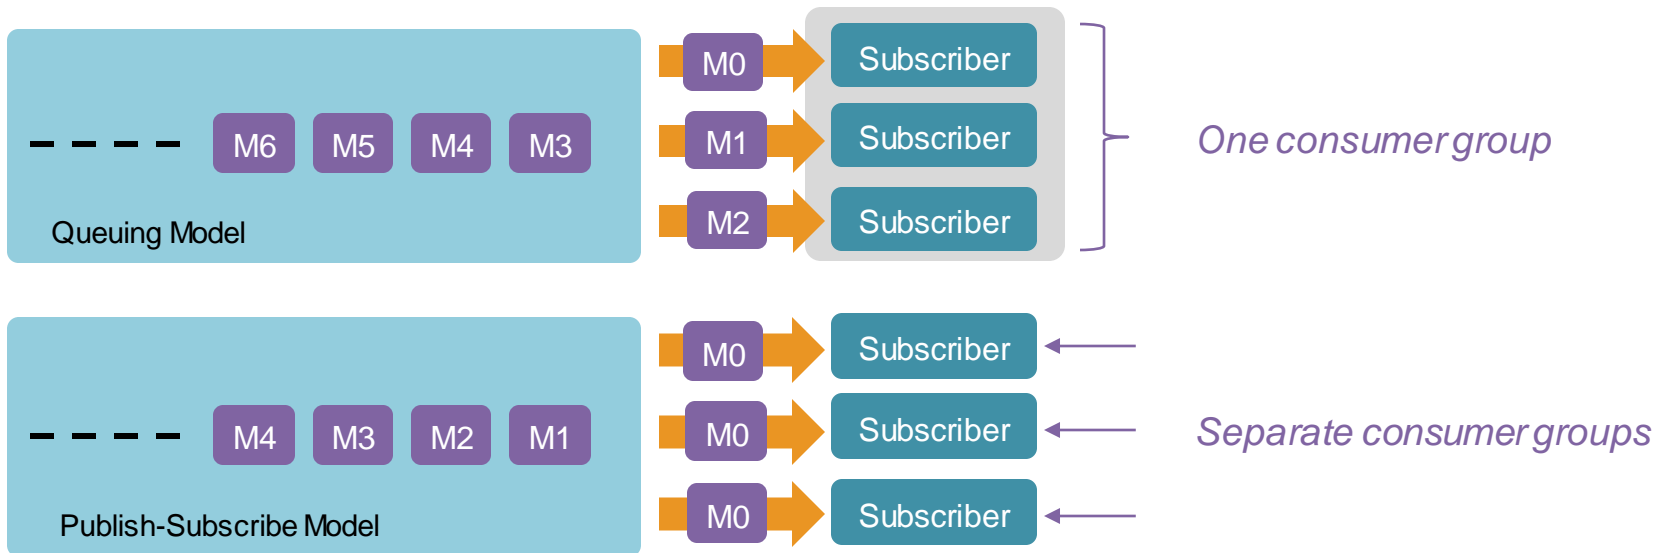 M0 Subscriber
M6 M5 M4 M3 M1 Subscriber One consumer group
M2 Subscriber
Queuing Model
M0 Subscriber
M4 M3 M2 M1 M0 Subscriber Separate consumer groups
M0 Subscriber
Publish-Subscribe Model